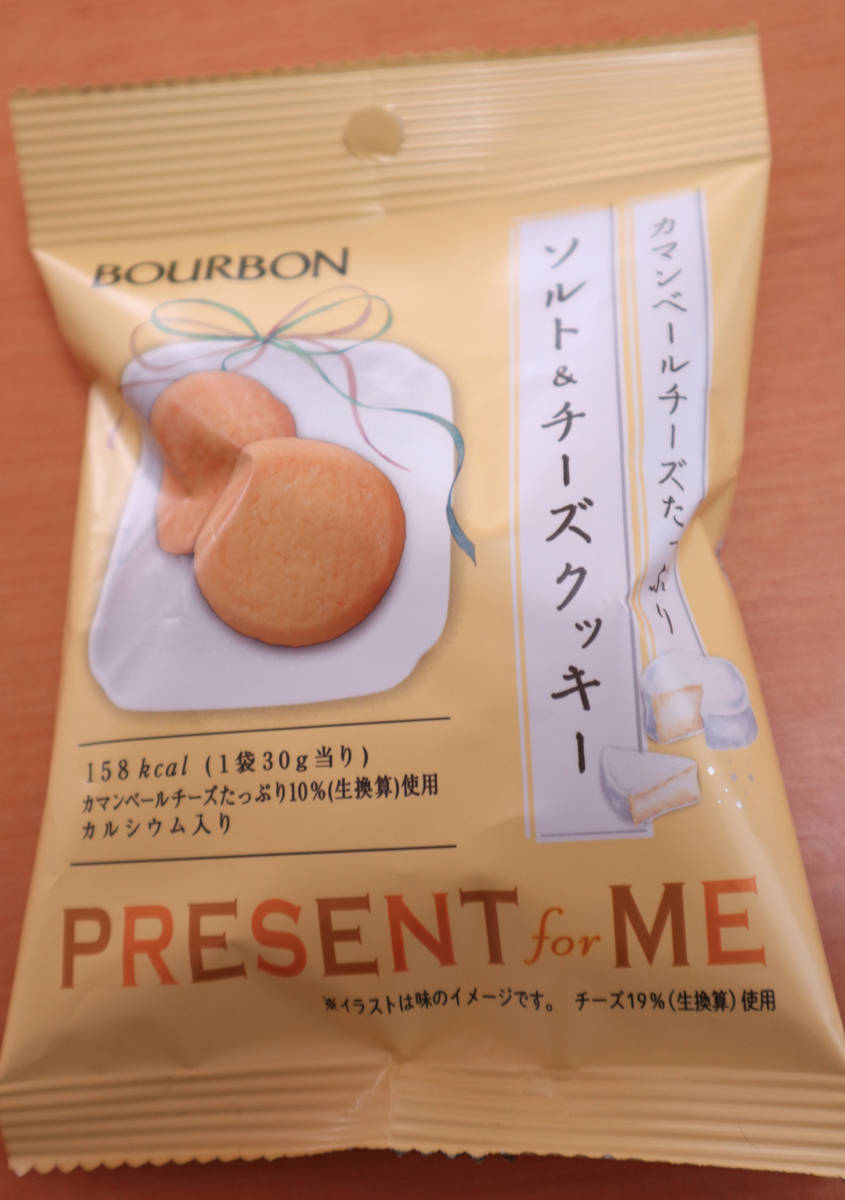 BOURBON
カマンベールチーズたっぷり
ソルト&チーズクッキー
158 kcal (1袋30g当り)
カマンベールチーズたっぷり10%(生換算)使用
カルシウム入り
PRESENT for ME
※イラストは味のイメージです。 チーズ19%(生換算)使用